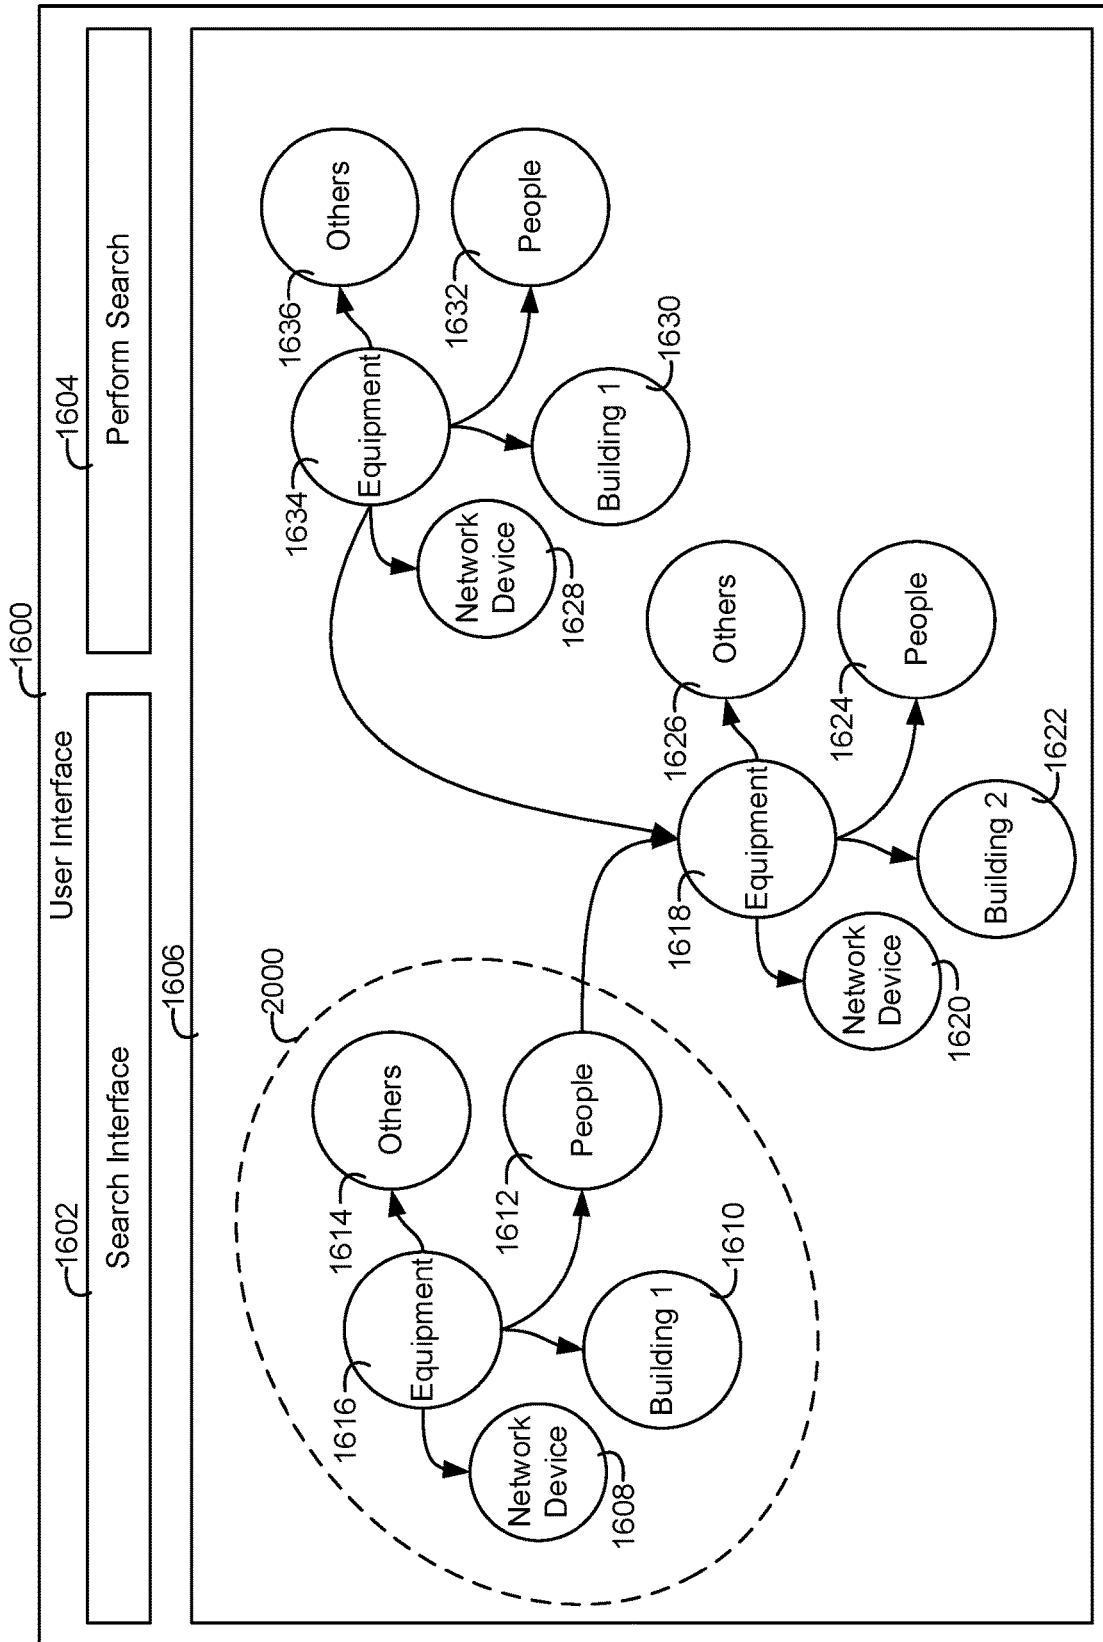 1600
User Interface
1602
Search Interface
1604
Perform Search
1606
2000
1616
Equipment
1614
Others
1612
People
1610
Building 1
1608
Network
Device
1634
Equipment
1636
Others
1632
People
1630
Building 1
1628
Network
Device
1618
Equipment
1626
Others
1624
People
1622
Building 2
1620
Network
Device